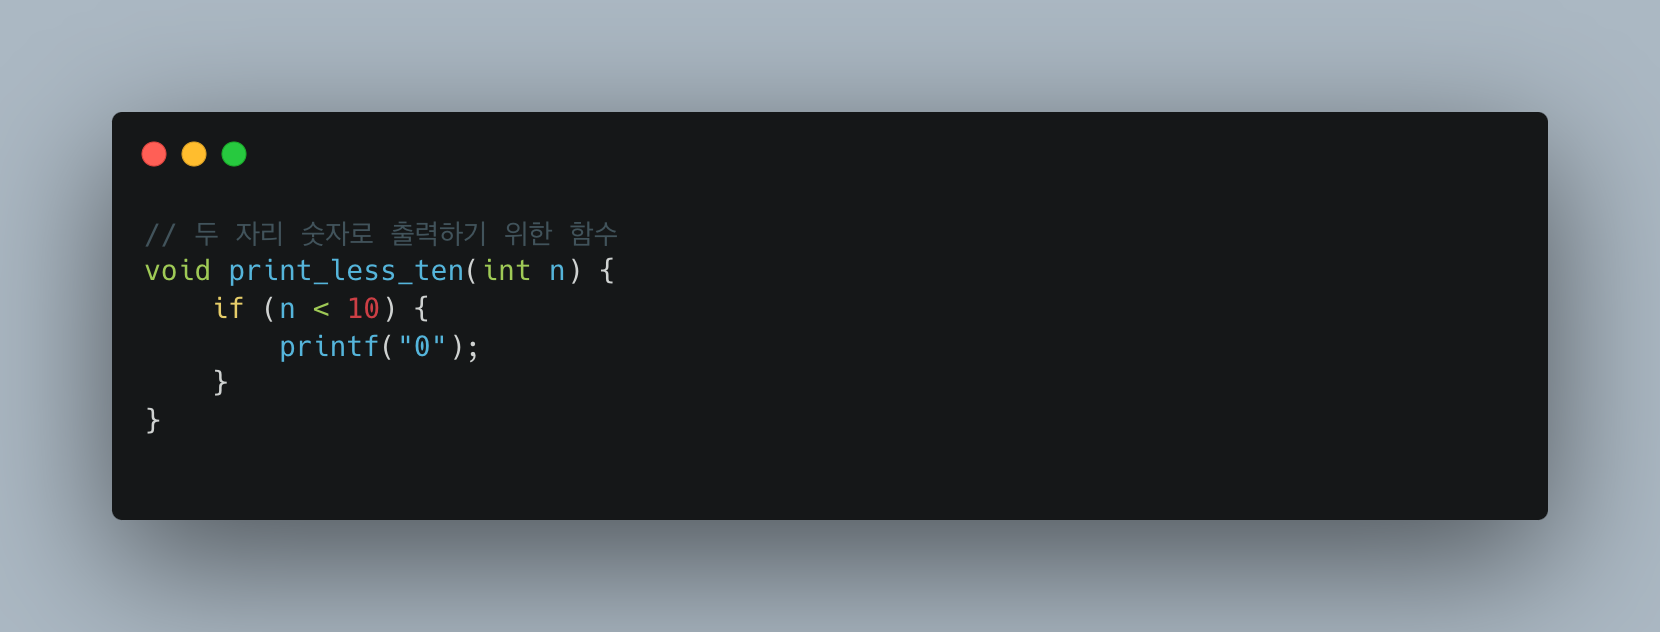 // 두 자리 숫자로 출력하기 위한 함수
void print_less_ten(int n) {
    if (n < 10) {
        printf("0");
    }
}